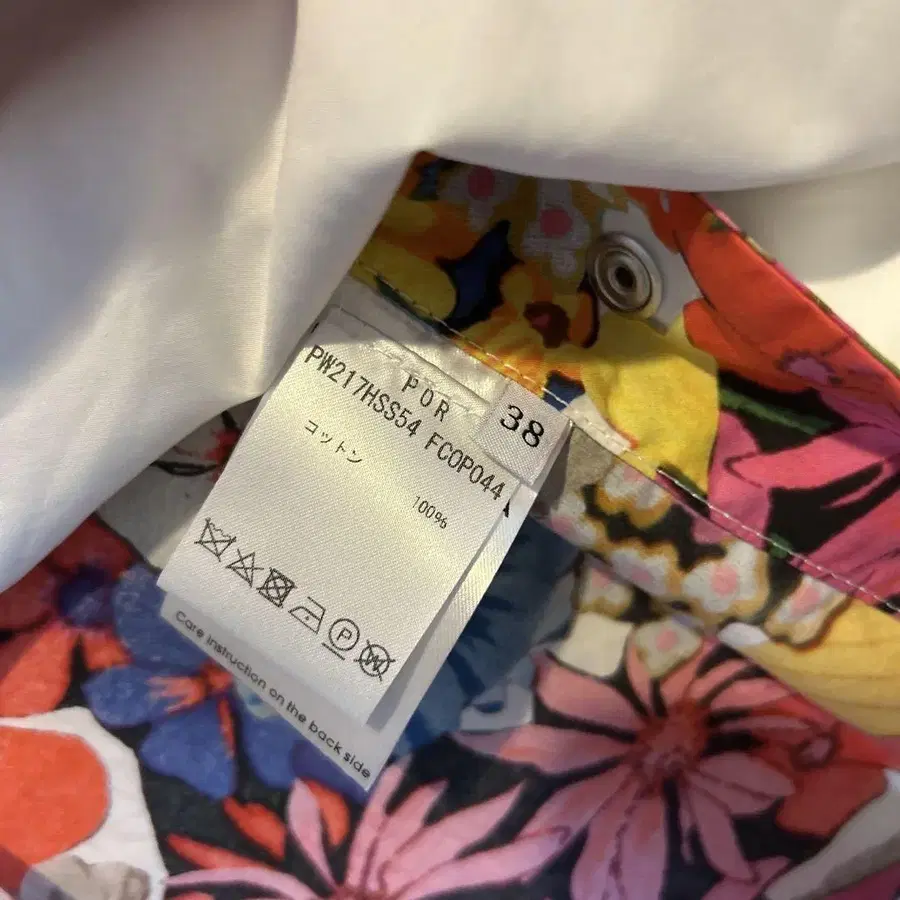 POR
38
PW217HSS54 FCOP044
コットン
100%
P
W
Care instruction on the back side